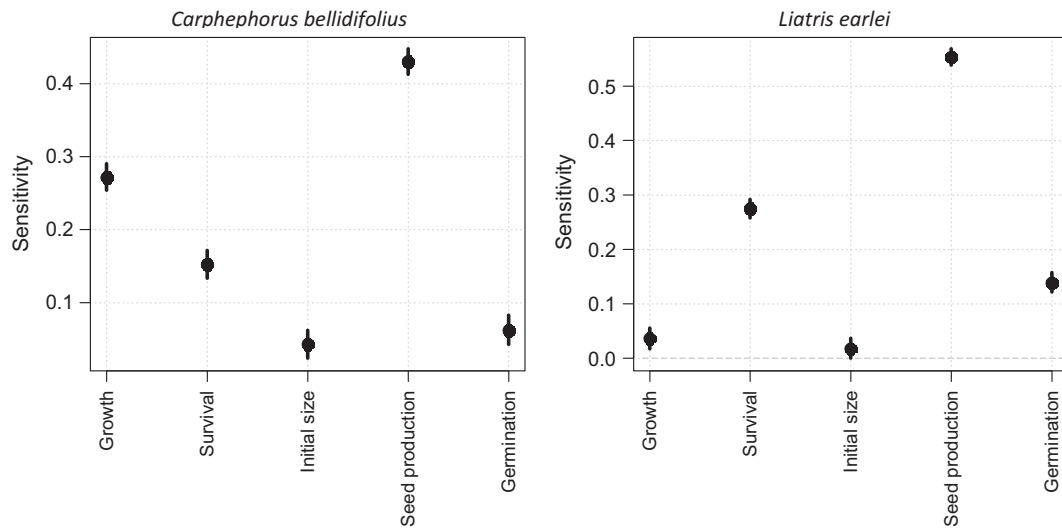 Carphephorus bellidifolius
Sensitivity
0.4
0.3
0.2
0.1
Growth
Survival
Initial size
Seed production
Germination
Liatris earlei
Sensitivity
0.5
0.4
0.3
0.2
0.1
0.0
Growth
Survival
Initial size
Seed production
Germination